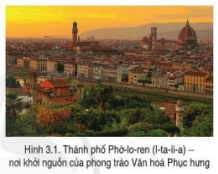 Hình 3.1. Thành phố Phờ-lo-ren (I-ta-li-a) –
nơi khởi nguồn của phong trào Văn hoá Phục hưng